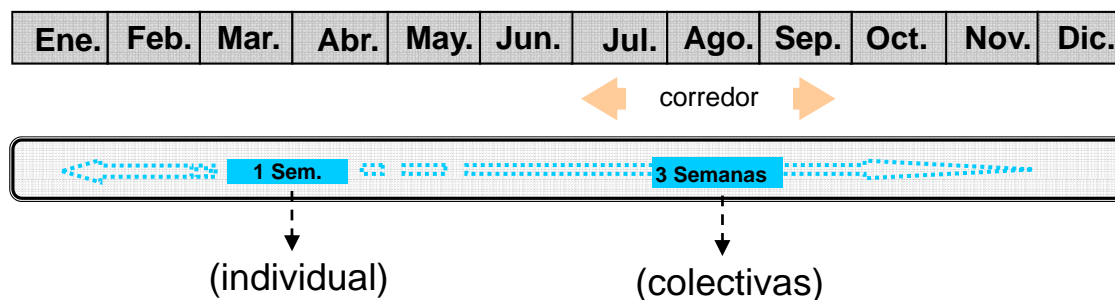 Ene. Feb. Mar. Abr. May. Jun. Jul. Ago. Sep. Oct. Nov. Dic.
corredor
1 Sem. 3 Semanas
(individual) (colectivas)